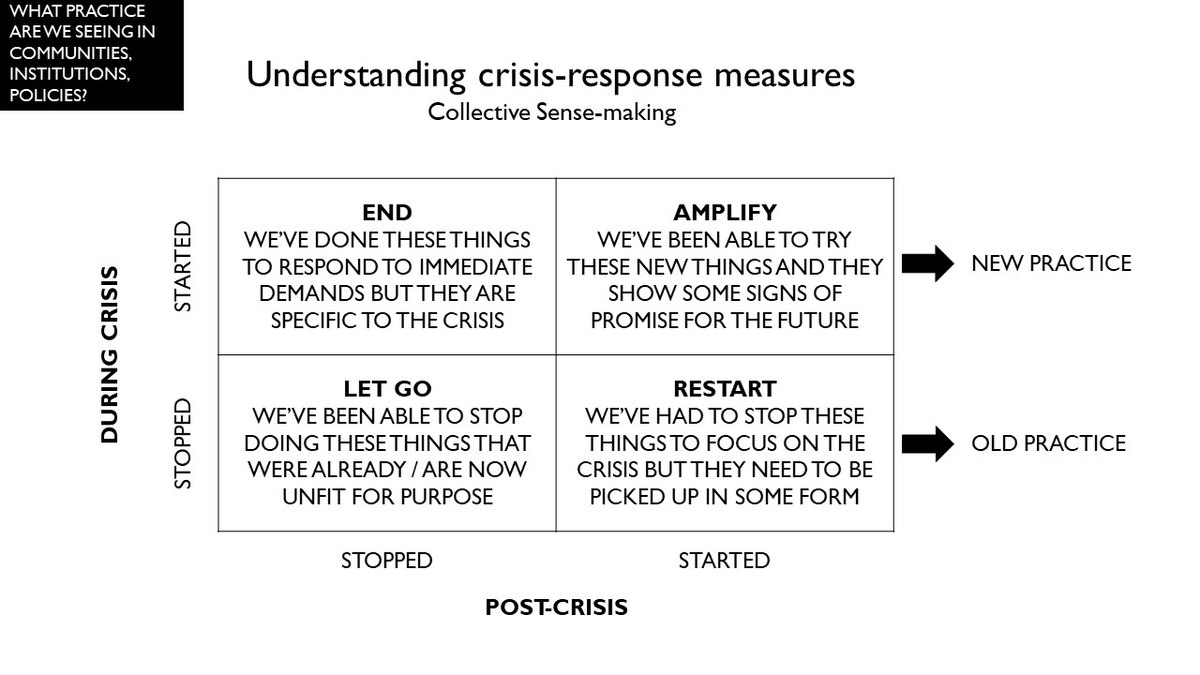 WHAT PRACTICE
ARE WE SEEING IN
COMMUNITIES,
INSTITUTIONS,
POLICIES?
Understanding crisis-response measures
Collective Sense-making
DURING CRISIS
STARTED
END
WE'VE DONE THESE THINGS
TO RESPOND TO IMMEDIATE
DEMANDS BUT THEY ARE
SPECIFIC TO THE CRISIS
AMPLIFY
WE'VE BEEN ABLE TO TRY
THESE NEW THINGS AND THEY
SHOW SOME SIGNS OF
PROMISE FOR THE FUTURE
NEW PRACTICE
STOPPED
LET GO
WE'VE BEEN ABLE TO STOP
DOING THESE THINGS THAT
WERE ALREADY / ARE NOW
UNFIT FOR PURPOSE
RESTART
WE'VE HAD TO STOP THESE
THINGS TO FOCUS ON THE
CRISIS BUT THEY NEED TO BE
PICKED UP IN SOME FORM
OLD PRACTICE
STOPPED
STARTED
POST-CRISIS